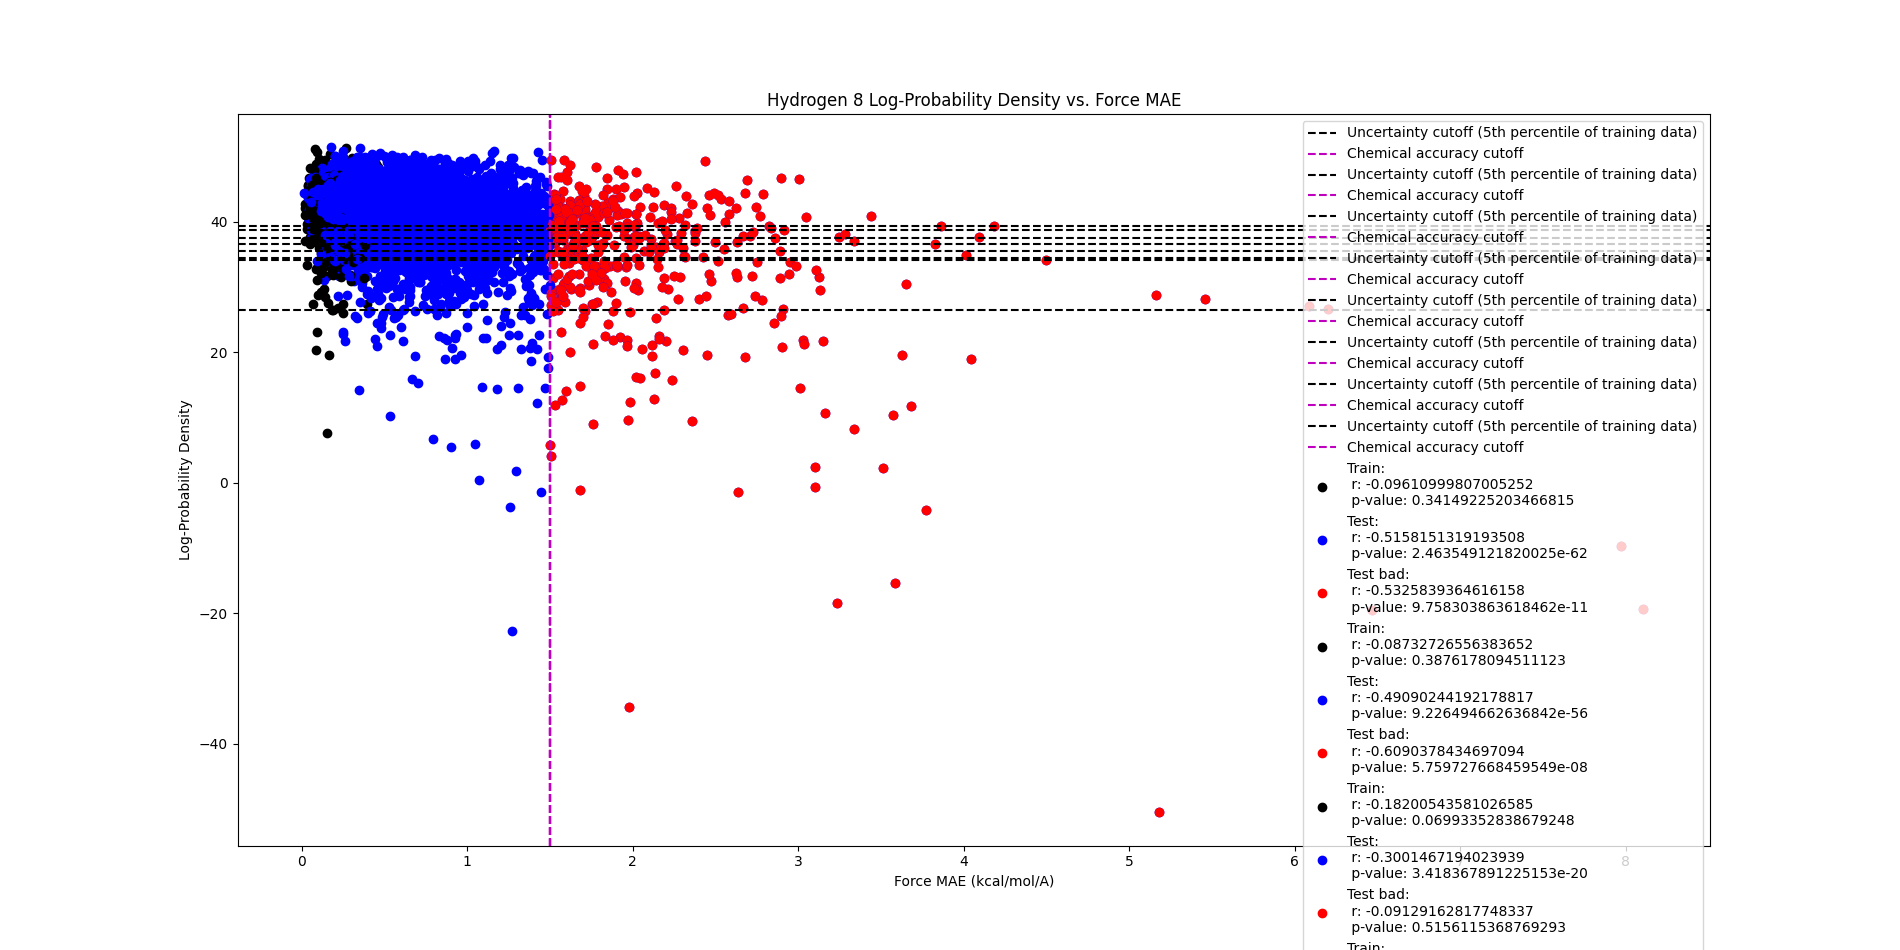 Hydrogen 8 Log-Probability Density vs. Force MAE
Log-Probability Density
40
20
0
−20
−40
0
1
2
3
4
5
6
8
Force MAE (kcal/mol/A)
Uncertainty cutoff (5th percentile of training data)
Chemical accuracy cutoff
Uncertainty cutoff (5th percentile of training data)
Chemical accuracy cutoff
Uncertainty cutoff (5th percentile of training data)
Chemical accuracy cutoff
Uncertainty cutoff (5th percentile of training data)
Chemical accuracy cutoff
Uncertainty cutoff (5th percentile of training data)
Chemical accuracy cutoff
Uncertainty cutoff (5th percentile of training data)
Chemical accuracy cutoff
Uncertainty cutoff (5th percentile of training data)
Chemical accuracy cutoff
Uncertainty cutoff (5th percentile of training data)
Chemical accuracy cutoff
Train:
r: -0.09610999807005252
p-value: 0.34149225203466815
Test:
r: -0.5158151319193508
p-value: 2.463549121820025e-62
Test bad:
r: -0.5325839364616158
p-value: 9.758303863618462e-11
Train:
r: -0.08732726556383652
p-value: 0.3876178094511123
Test:
r: -0.49090244192178817
p-value: 9.226494662636842e-56
Test bad:
r: -0.6090378434697094
p-value: 5.759727668459549e-08
Train:
r: -0.18200543581026585
p-value: 0.06993352838679248
Test:
r: -0.3001467194023939
p-value: 3.418367891225153e-20
Test bad:
r: -0.09129162817748337
p-value: 0.5156115368769293
Train: